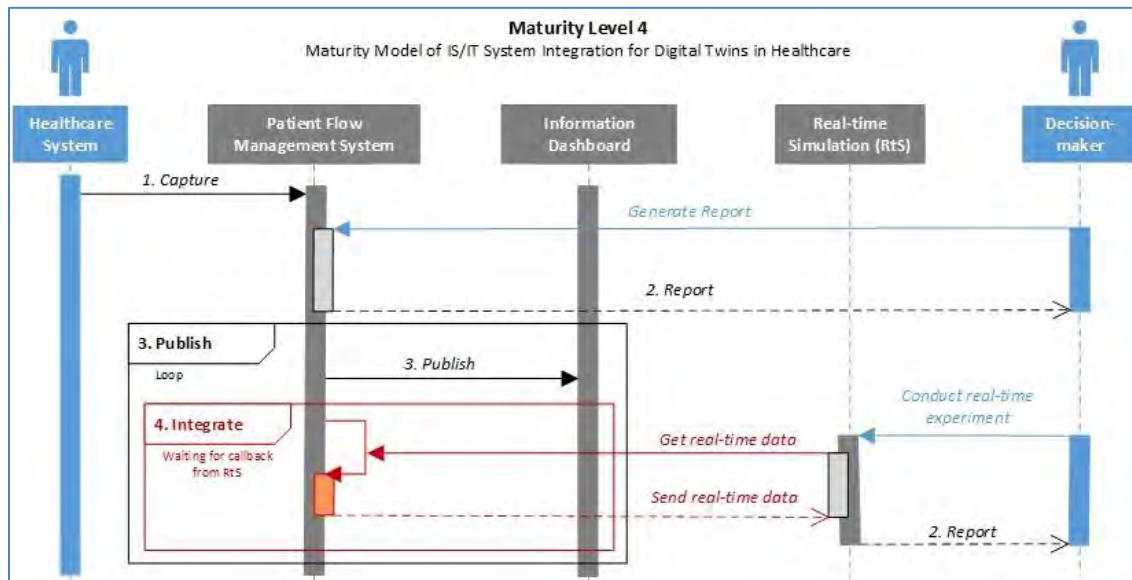 Maturity Level 4
Maturity Model of IS/IT System Integration for Digital Twins in Healthcare
Healthcare
System
Patient Flow
Management System
Information
Dashboard
Real-time
Simulation (RtS)
Decision-
maker
1. Capture
Generate Report
2. Report
3. Publish
Loop
3. Publish
4. Integrate
Waiting for callback
from RtS
Conduct real-time
experiment
Get real-time data
Send real-time data
2. Report